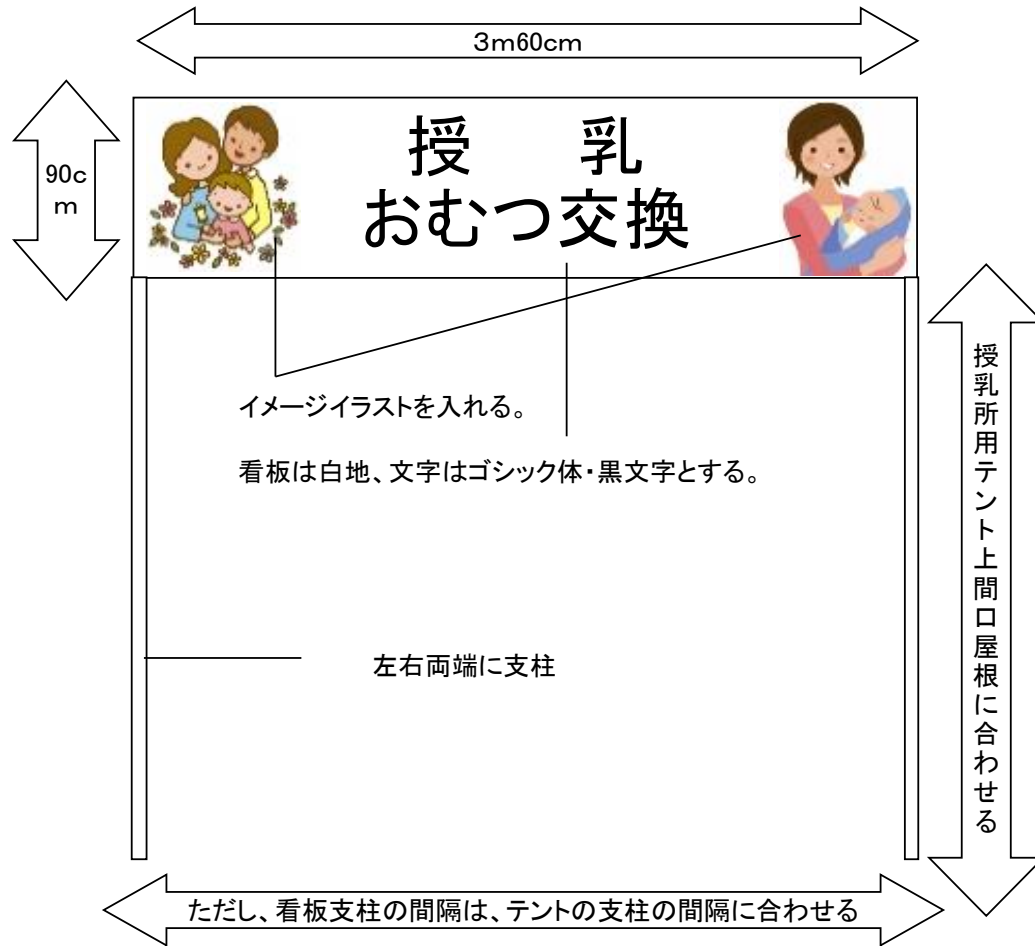 3m60cm
90c
m
授　乳
おむつ交換
イメージイラストを入れる。
看板は白地、文字はゴシック体・黒文字とする。
授乳所用テント上間口屋根に合わせる
左右両端に支柱
ただし、看板支柱の間隔は、テントの支柱の間隔に合わせる